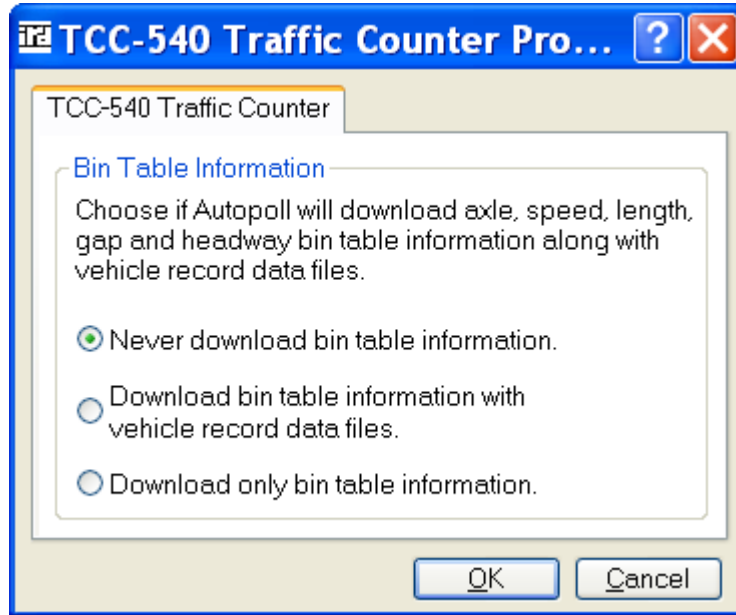 ird TCC-540 Traffic Counter Pro... ? X
TCC-540 Traffic Counter
Bin Table Information
Choose if Autopoll will download axle, speed, length,
gap and headway bin table information along with
vehicle record data files.
Never download bin table information.
Download bin table information with
vehicle record data files.
Download only bin table information.
OK Cancel